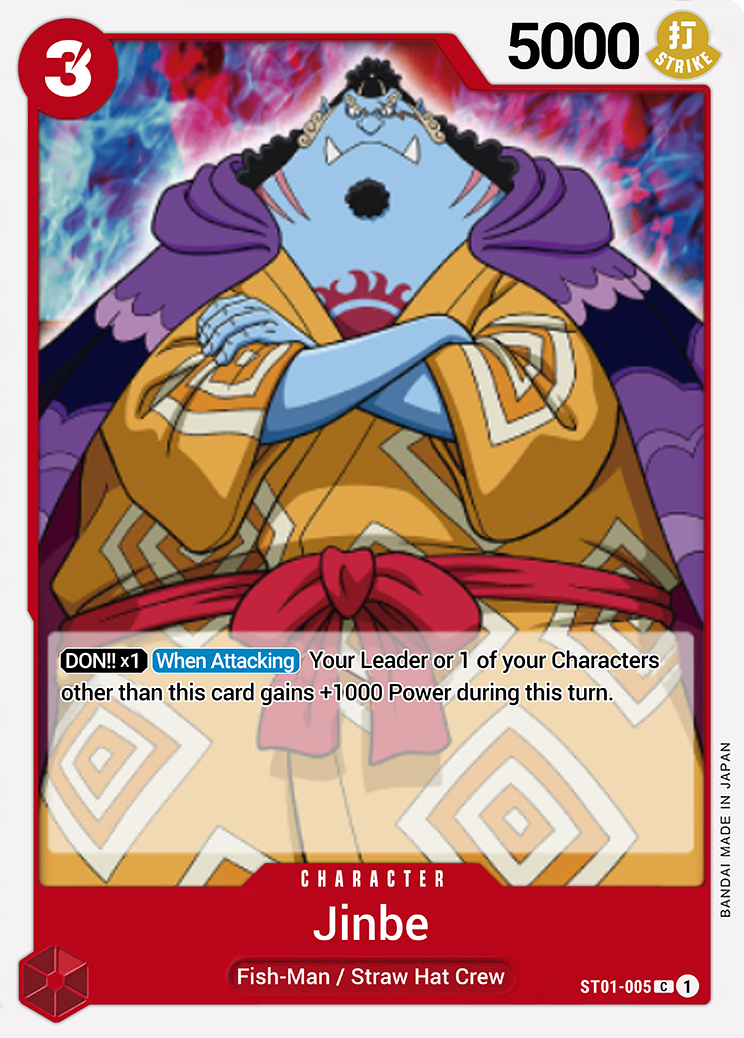 3
5000
打
STRIKE
DON!! x1 When Attacking Your Leader or 1 of your Characters
other than this card gains +1000 Power during this turn.
BANDAI MADE IN JAPAN
CHARACTER
Jinbe
Fish-Man / Straw Hat Crew
ST01-005 C 1